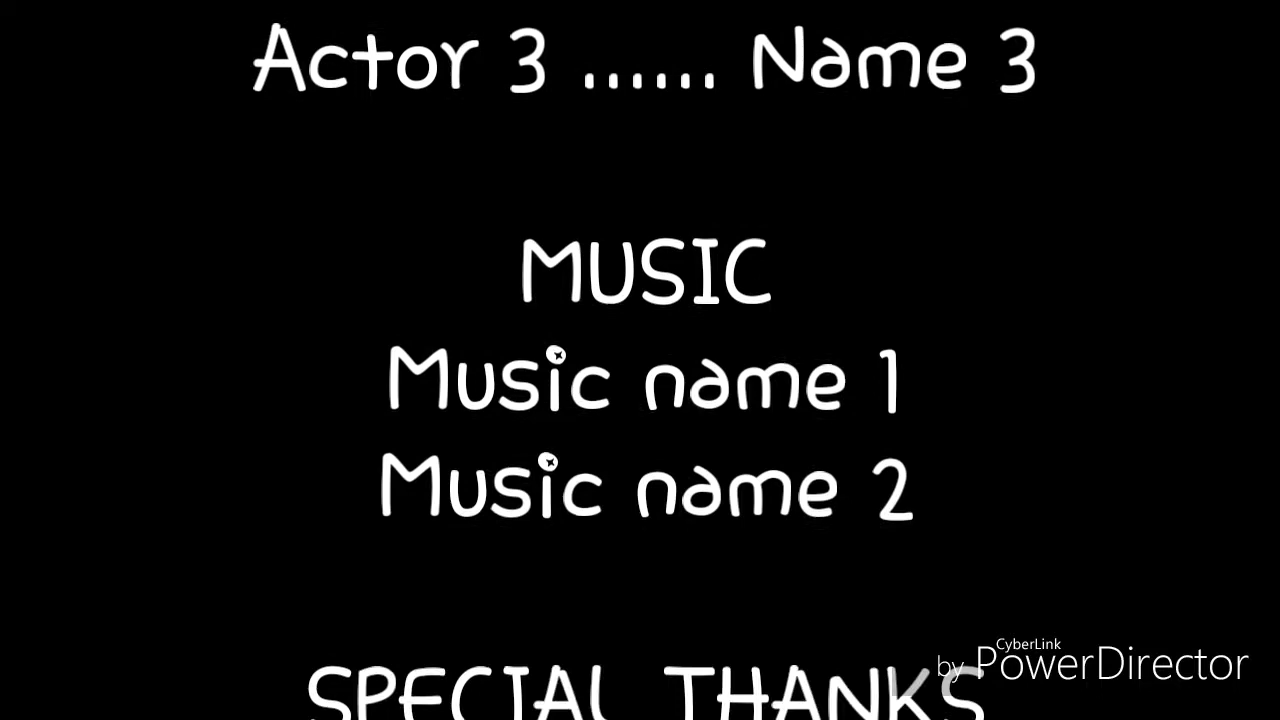 Actor 3 ...... Name 3
MUSIC
Music name 1
Music name 2
SPECIAL THANKS
CyberLink
by PowerDirector